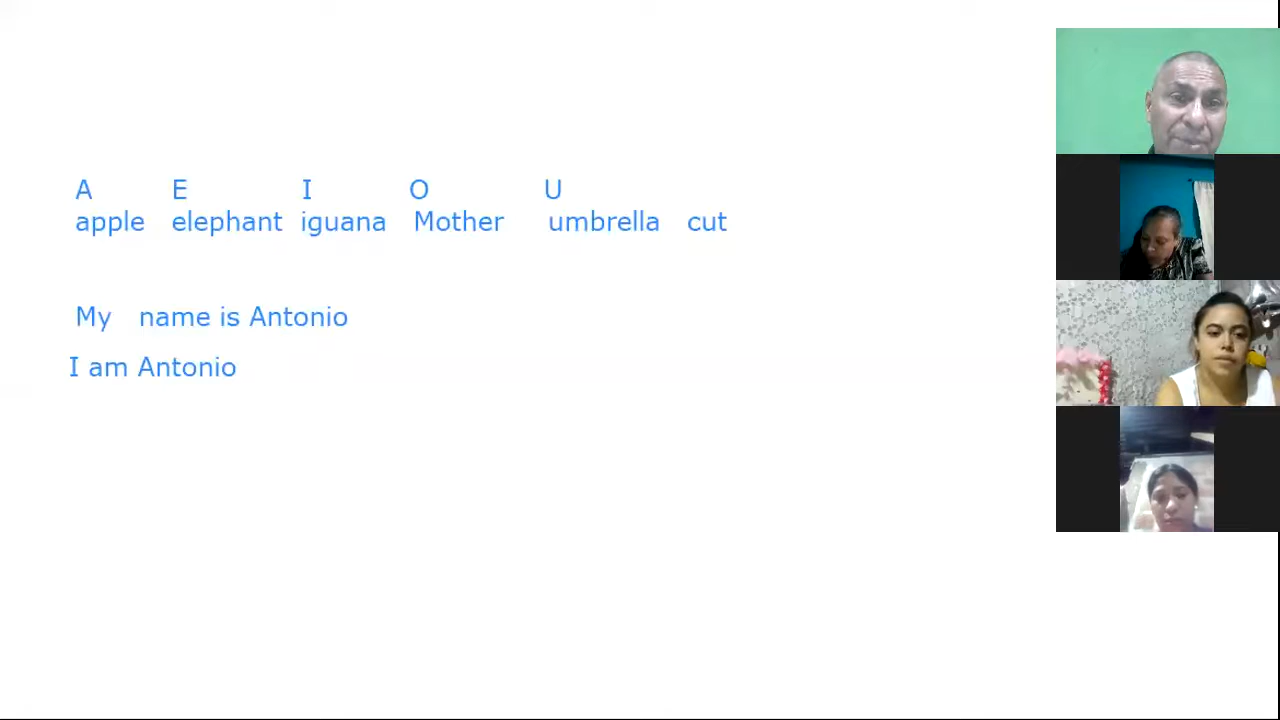 A E I O U
apple elephant iguana Mother umbrella cut
My name is Antonio
I am Antonio